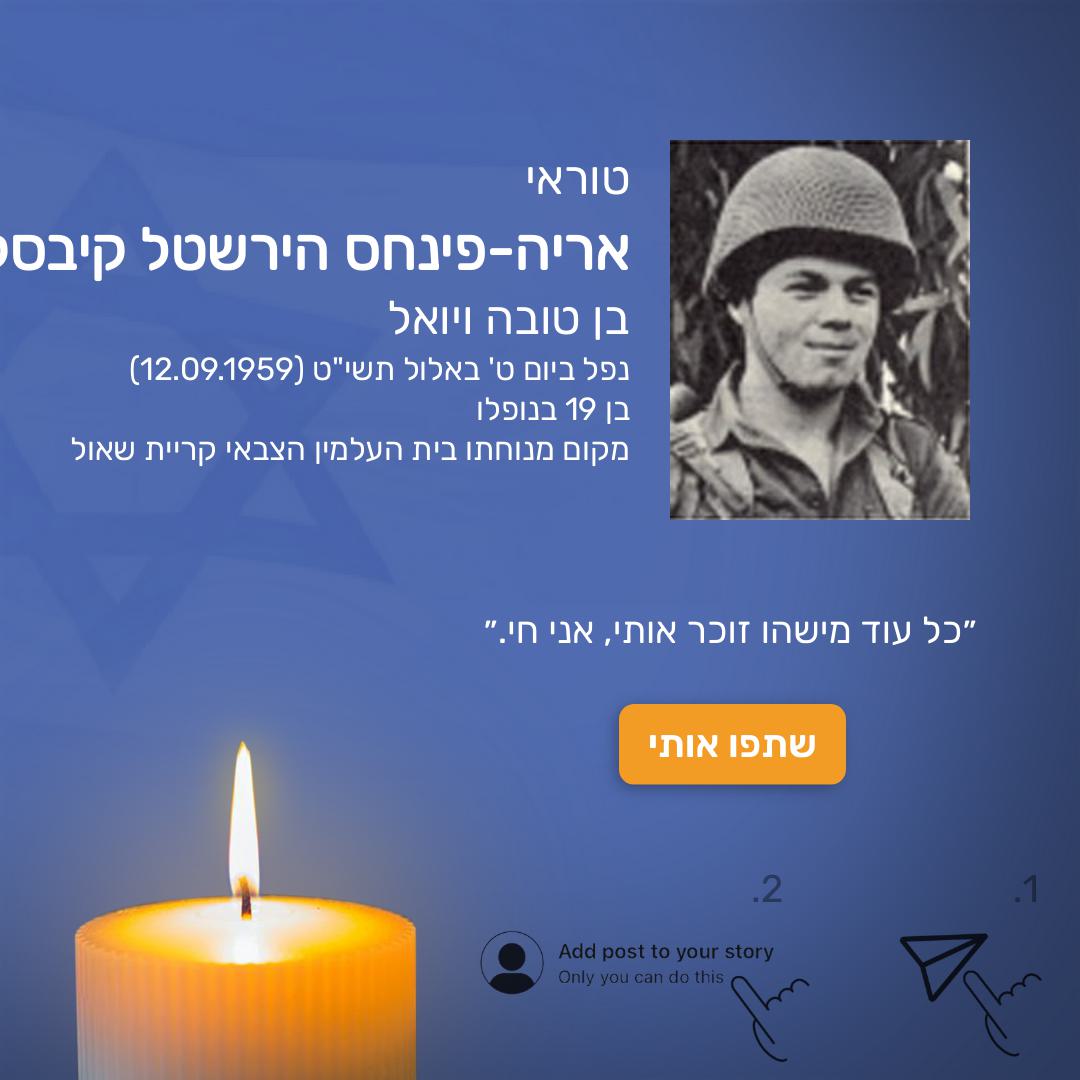 טוראי
אריה-פינחס הירשטל
בן טובה ויואל
נפל ביום ט' באלול תשי"ט (12.09.1959)
בן 19 בנופלו
מקום מנוחתו בית העלמין הצבאי קריית שאול
״כל עוד מישהו זוכר אותי, אני חי.״
שתפו אותי
1.
2.
Add post to your story
Only you can do this